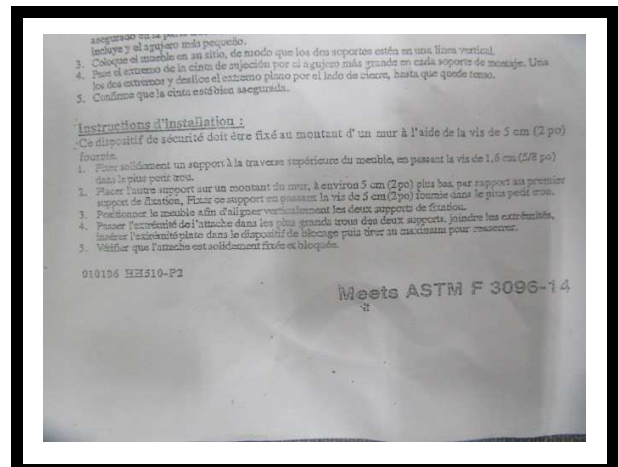 asegurado en la parte
incluye y el agujero más pequeño.
3. Coloque el mueble en su sitio, de modo que los dos soportes estén en una línea vertical.
4. Pase el extremo de la cinta de sujeción por el agujero más grande en cada soporte de montaje. Una
los dos extremos y deslice el extremo plano por el lado de cierre, hasta que quede tenso.
5. Confirme que la cinta está bien asegurada.
Instructions d'Installation :
Ce dispositif de sécurité doit être fixé au montant d' un mur à l'aide de la vis de 5 cm (2 po)
fournie.
1. Fixer solidement un support à la traverse supérieure du meuble, en passant la vis de 1,6 cm (5/8 po)
dans le plus petit trou.
2. Placer l'autre support sur un montant du mur, à environ 5 cm (2po) plus bas, par rapport au premier
support de fixation, Fixer ce support en passant la vis de 5 cm (2po) fournie dans le plus petit trou.
3. Positionner le meuble afin d'aligner verticalement les deux supports de fixation.
4. Passer l'extrémité de l'attache dans les plus grands trous des deux supports, joindre les extrémités,
insérer l'extrémité plate dans le dispositif de blocage puis tirer au maximum pour resserrer.
5. Vérifier que l'attache est solidement fixée et bloquée.
010106 HH510-P2
Meets ASTM F 3096-14